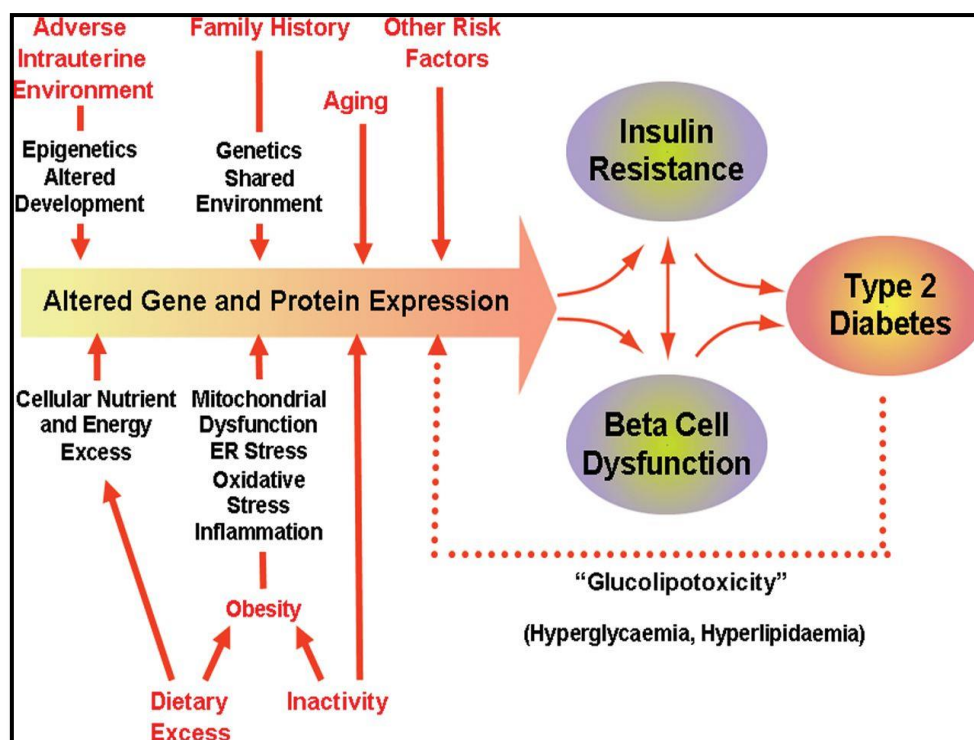 Adverse
Intrauterine
Environment
Family History
Other Risk
Factors
Aging
Epigenetics
Altered
Development
Genetics
Shared
Environment
Insulin
Resistance
Altered Gene and Protein Expression
Type 2
Diabetes
Cellular Nutrient
and Energy
Excess
Mitochondrial
Dysfunction
ER Stress
Oxidative
Stress
Inflammation
Beta Cell
Dysfunction
Obesity
Dietary
Excess
Inactivity
“Glucolipotoxicity”
(Hyperglycaemia, Hyperlipidaemia)